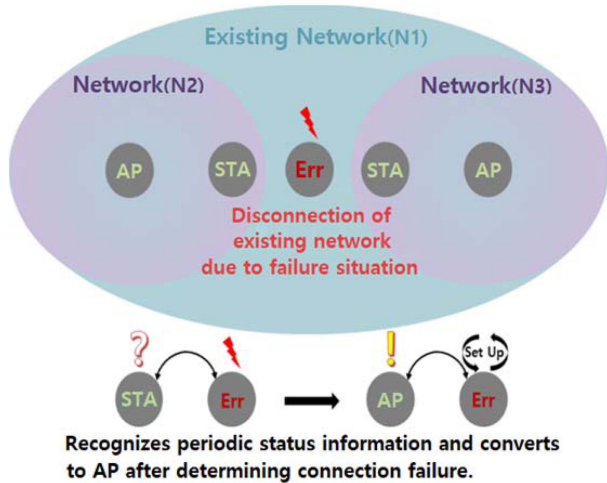 Existing Network(N1)
Network(N2)
Network(N3)
AP
STA
Err
STA
AP
Disconnection of
existing network
due to failure situation
?
!
Set Up
STA
Err
AP
Err
Recognizes periodic status information and converts
to AP after determining connection failure.